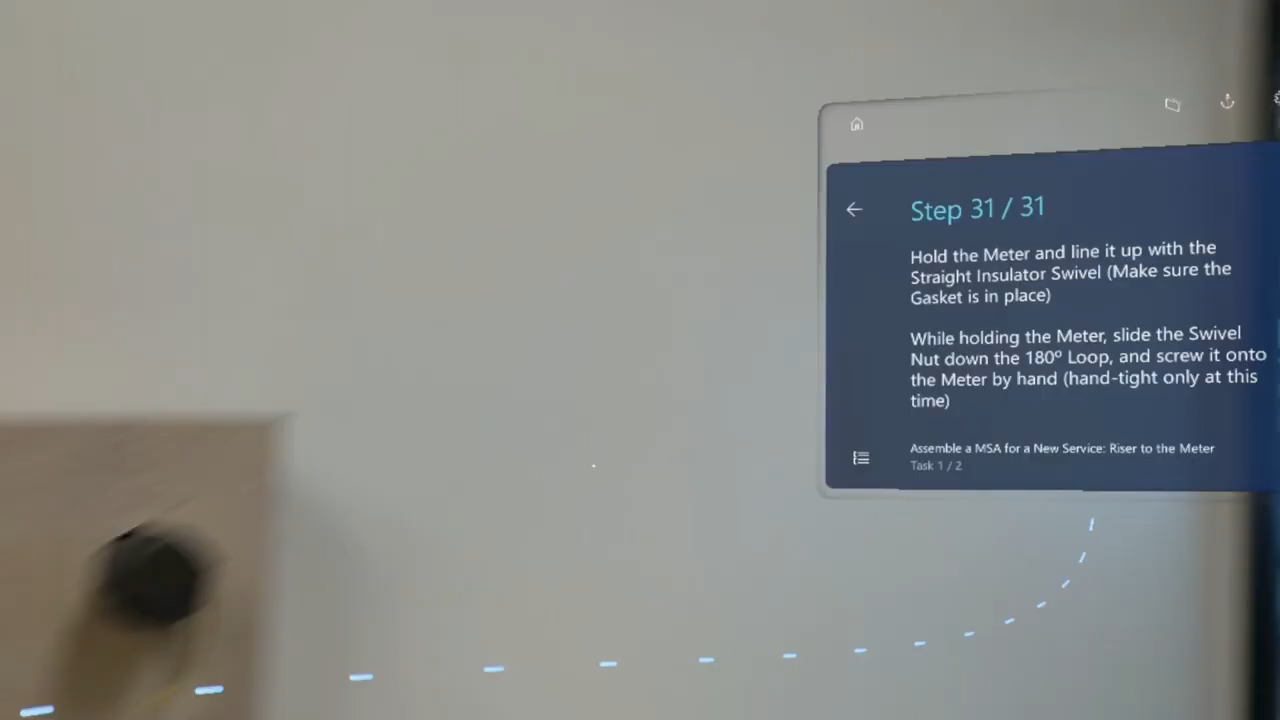 Step 31 / 31
Hold the Meter and line it up with the
Straight Insulator Swivel (Make sure the
Gasket is in place)
While holding the Meter, slide the Swivel
Nut down the 180º Loop, and screw it onto
the Meter by hand (hand-tight only at this
time)
Assemble a MSA for a New Service: Riser to the Meter
Task 1 / 2